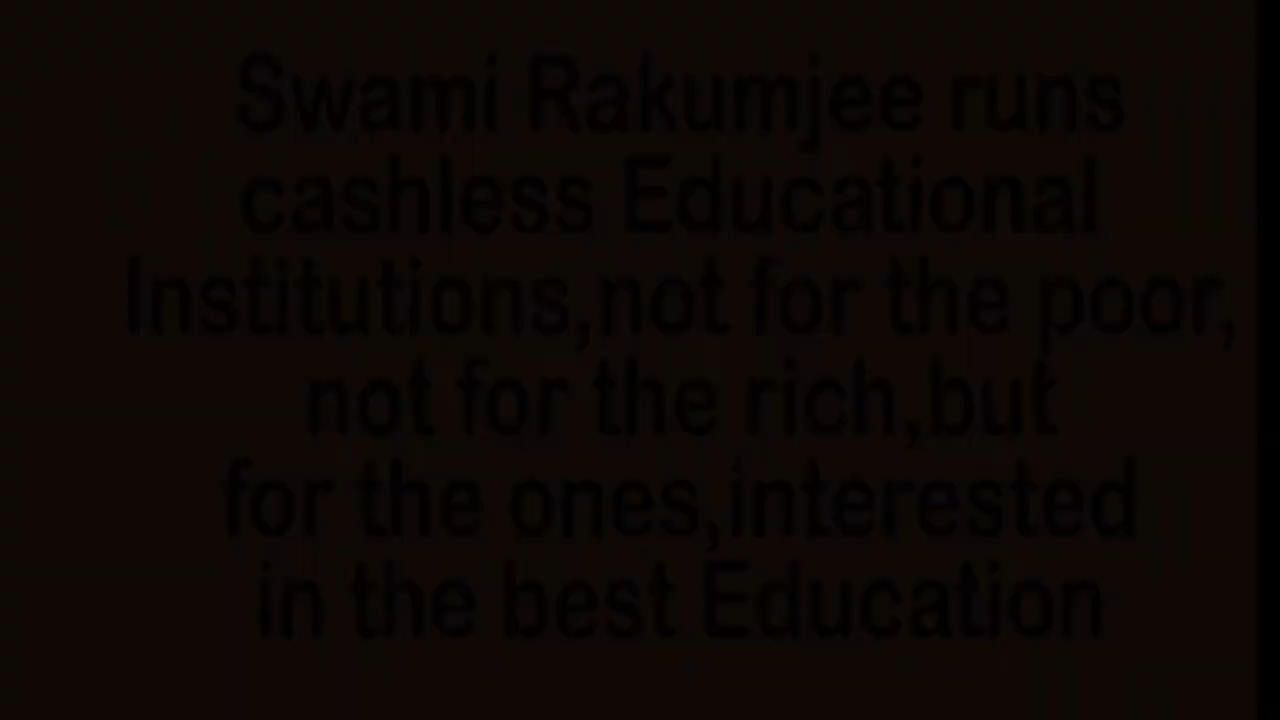 Swami Rakumjee runs
cashless Educational
Institutions,not for the poor,
not for the rich,but
for the ones,interested
in the best Education